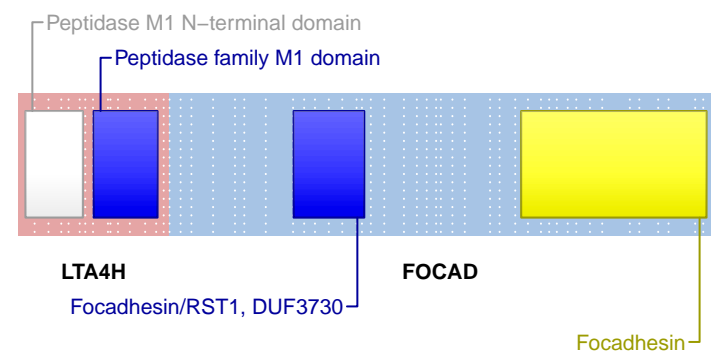 Peptidase M1 N−terminal domain
Peptidase family M1 domain
LTA4H FOCAD
Focadhesin/RST1, DUF3730
Focadhesin